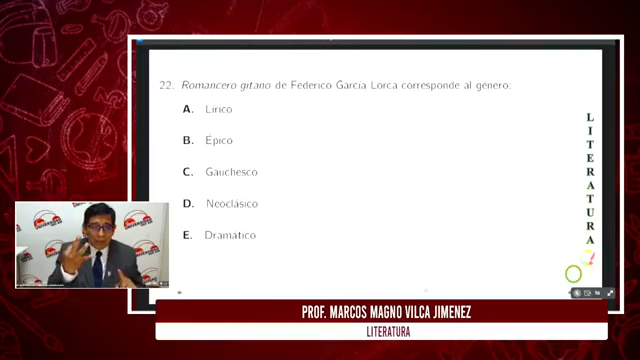 22. Romancero gitano de Federico García Lorca corresponde al género:
A. Lírico
B. Épico
C. Gauchesco
D. Neoclásico
E. Dramático
LITERATURA
PROF. MARCOS MAGNO VILCA JIMENEZ
LITERATURA